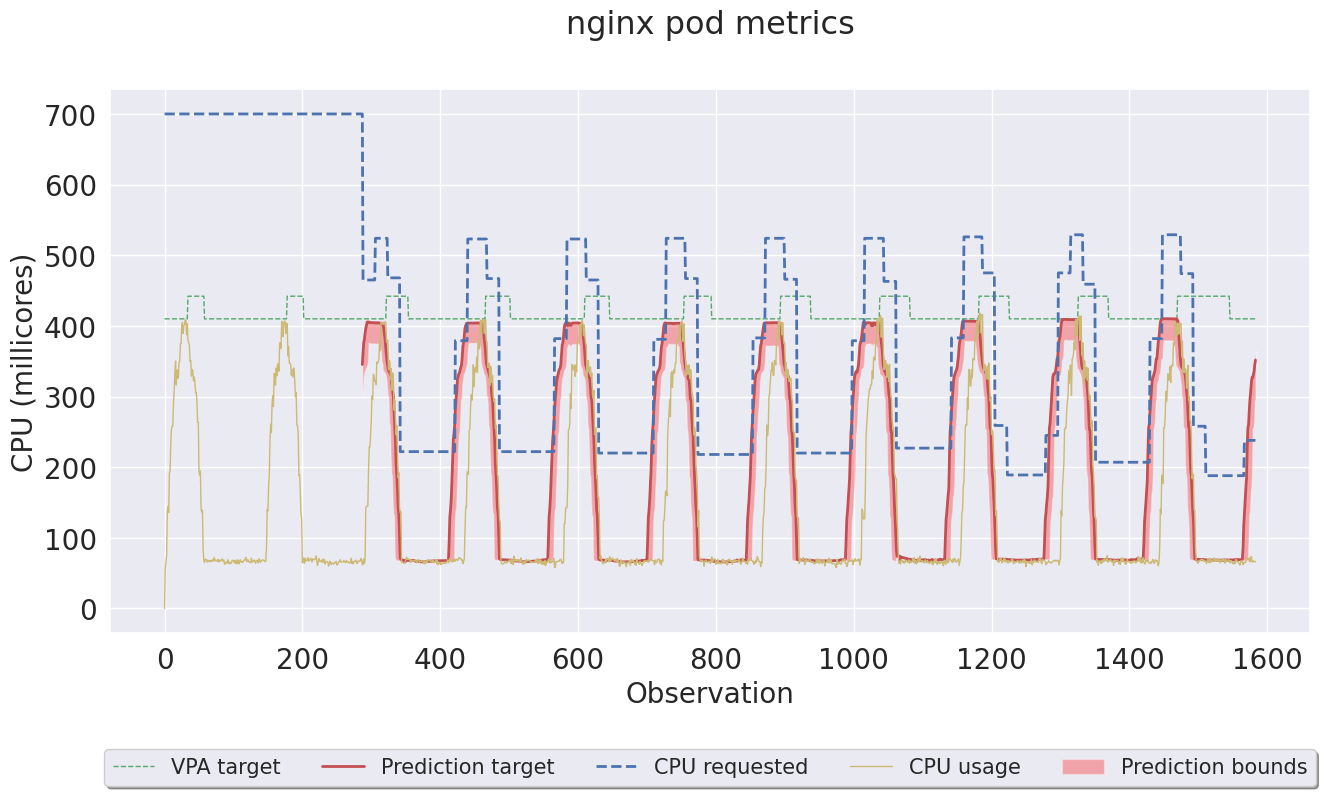 nginx pod metrics
CPU (millicores)
700
600
500
400
300
200
100
0
0 200 400 600 800 1000 1200 1400 1600
Observation
VPA target Prediction target CPU requested CPU usage Prediction bounds